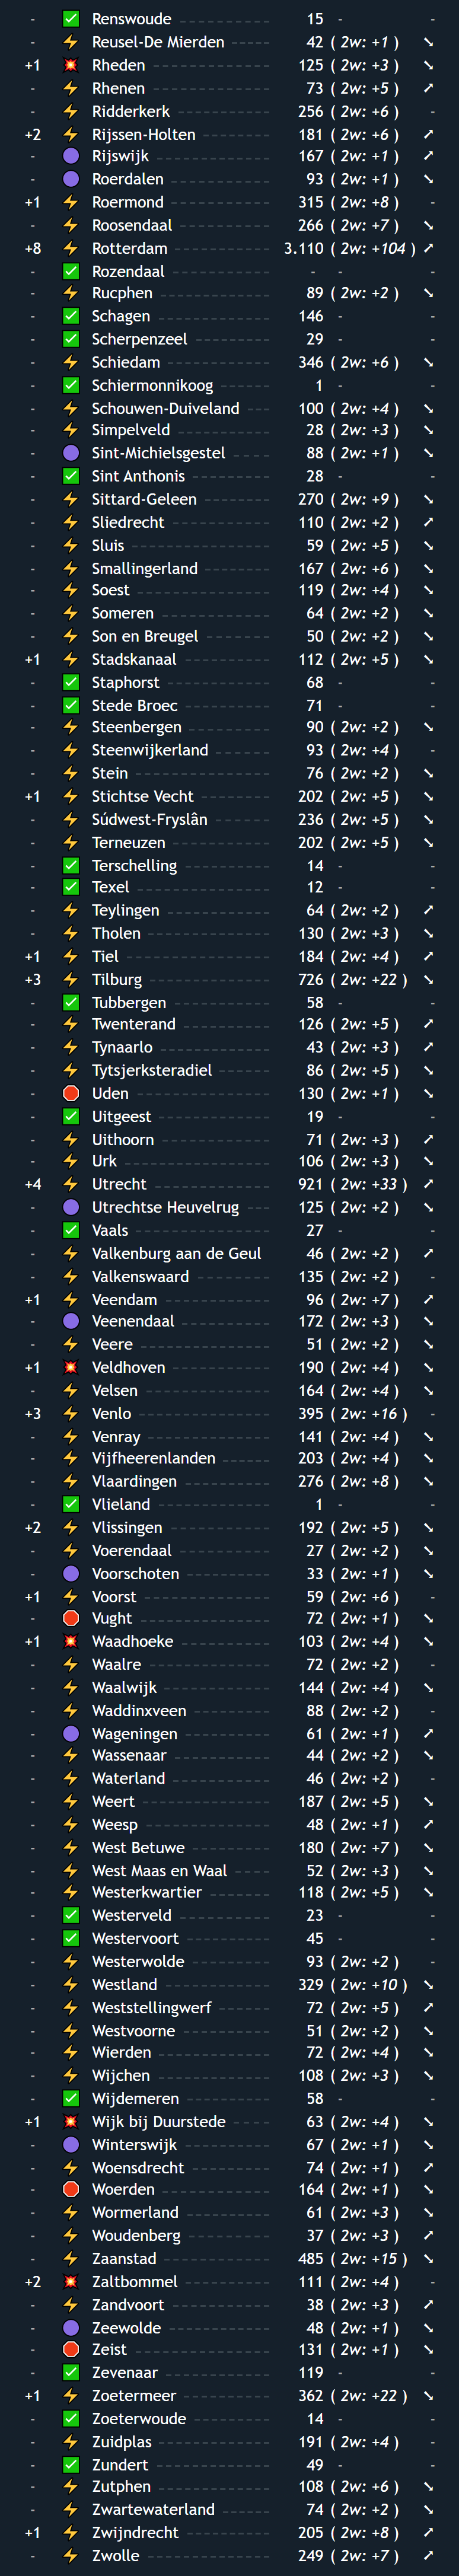 - ✅ Renswoude 15 - -
- ⚡ Reusel-De Mierden 42 ( 2w: +1 ) ➘
+1 💥 Rheden 125 ( 2w: +3 ) ➘
- ⚡ Rhenen 73 ( 2w: +5 ) ➚
- ⚡ Ridderkerk 256 ( 2w: +6 ) -
+2 ⚡ Rijssen-Holten 181 ( 2w: +6 ) ➚
- 🟣 Rijswijk 167 ( 2w: +1 ) ➚
- 🟣 Roerdalen 93 ( 2w: +1 ) ➘
+1 ⚡ Roermond 315 ( 2w: +8 ) -
- ⚡ Roosendaal 266 ( 2w: +7 ) ➘
+8 ⚡ Rotterdam 3.110 ( 2w: +104 ) ➚
- ✅ Rozendaal - - -
- ⚡ Rucphen 89 ( 2w: +2 ) ➘
- ✅ Schagen 146 - -
- ✅ Scherpenzeel 29 - -
- ⚡ Schiedam 346 ( 2w: +6 ) ➘
- ✅ Schiermonnikoog 1 - -
- ⚡ Schouwen-Duiveland 100 ( 2w: +4 ) ➘
- ⚡ Simpelveld 28 ( 2w: +3 ) ➘
- 🟣 Sint-Michielsgestel 88 ( 2w: +1 ) ➘
- ✅ Sint Anthonis 28 - -
- ⚡ Sittard-Geleen 270 ( 2w: +9 ) ➘
- ⚡ Sliedrecht 110 ( 2w: +2 ) ➚
- ⚡ Sluis 59 ( 2w: +5 ) ➘
- ⚡ Smallingerland 167 ( 2w: +6 ) ➘
- ⚡ Soest 119 ( 2w: +4 ) ➘
- ⚡ Someren 64 ( 2w: +2 ) ➘
- ⚡ Son en Breugel 50 ( 2w: +2 ) ➘
+1 ⚡ Stadskanaal 112 ( 2w: +5 ) ➘
- ✅ Staphorst 68 - -
- ✅ Stede Broec 71 - -
- ⚡ Steenbergen 90 ( 2w: +2 ) ➘
- ⚡ Steenwijkerland 93 ( 2w: +4 ) -
- ⚡ Stein 76 ( 2w: +2 ) ➘
+1 ⚡ Stichtse Vecht 202 ( 2w: +5 ) ➘
- ⚡ Súdwest-Fryslân 236 ( 2w: +5 ) ➘
- ⚡ Terneuzen 202 ( 2w: +5 ) ➘
- ✅ Terschelling 14 - -
- ✅ Texel 12 - -
- ⚡ Teylingen 64 ( 2w: +2 ) ➚
- ⚡ Tholen 130 ( 2w: +3 ) ➘
+1 ⚡ Tiel 184 ( 2w: +4 ) ➚
+3 ⚡ Tilburg 726 ( 2w: +22 ) ➘
- ✅ Tubbergen 58 - -
- ⚡ Twenterand 126 ( 2w: +5 ) ➚
- ⚡ Tynaarlo 43 ( 2w: +3 ) ➚
- ⚡ Tytsjerksteradiel 86 ( 2w: +5 ) ➘
- 🛑 Uden 130 ( 2w: +1 ) ➘
- ✅ Uitgeest 19 - -
- ⚡ Uithoorn 71 ( 2w: +3 ) ➚
- ⚡ Urk 106 ( 2w: +3 ) ➘
+4 ⚡ Utrecht 921 ( 2w: +33 ) ➚
- 🟣 Utrechtse Heuvelrug 125 ( 2w: +2 ) ➘
- ✅ Vaals 27 - -
- ⚡ Valkenburg aan de Geul 46 ( 2w: +2 ) ➚
- ⚡ Valkenswaard 135 ( 2w: +2 ) -
+1 ⚡ Veendam 96 ( 2w: +7 ) ➚
- 🟣 Veenendaal 172 ( 2w: +3 ) ➘
- ⚡ Veere 51 ( 2w: +2 ) ➘
+1 💥 Veldhoven 190 ( 2w: +4 ) ➘
- ⚡ Velsen 164 ( 2w: +4 ) ➘
+3 ⚡ Venlo 395 ( 2w: +16 ) -
- ⚡ Venray 141 ( 2w: +4 ) ➘
- ⚡ Vijfheerenlanden 203 ( 2w: +4 ) ➘
- ⚡ Vlaardingen 276 ( 2w: +8 ) ➘
- ✅ Vlieland 1 - -
+2 ⚡ Vlissingen 192 ( 2w: +5 ) ➘
- ⚡ Voerendaal 27 ( 2w: +2 ) ➘
- 🟣 Voorschoten 33 ( 2w: +1 ) ➘
+1 ⚡ Voorst 59 ( 2w: +6 ) -
- 🛑 Vught 72 ( 2w: +1 ) ➘
+1 💥 Waadhoeke 103 ( 2w: +4 ) ➘
- ⚡ Waalre 72 ( 2w: +2 ) -
- ⚡ Waalwijk 144 ( 2w: +4 ) ➘
- ⚡ Waddinxveen 88 ( 2w: +2 ) -
- 🟣 Wageningen 61 ( 2w: +1 ) ➚
- ⚡ Wassenaar 44 ( 2w: +2 ) ➘
- ⚡ Waterland 46 ( 2w: +2 ) -
- ⚡ Weert 187 ( 2w: +5 ) ➘
- ⚡ Weesp 48 ( 2w: +1 ) ➚
- ⚡ West Betuwe 180 ( 2w: +7 ) ➘
- ⚡ West Maas en Waal 52 ( 2w: +3 ) ➘
- ⚡ Westerkwartier 118 ( 2w: +5 ) ➘
- ✅ Westerveld 23 - -
- ✅ Westervoort 45 - -
- ⚡ Westerwolde 93 ( 2w: +2 ) -
- ⚡ Westland 329 ( 2w: +10 ) ➘
- ⚡ Weststellingwerf 72 ( 2w: +5 ) ➚
- ⚡ Westvoorne 51 ( 2w: +2 ) ➘
- ⚡ Wierden 72 ( 2w: +4 ) ➘
- ⚡ Wijchen 108 ( 2w: +3 ) ➘
- ✅ Wijdemeren 58 - -
+1 💥 Wijk bij Duurstede 63 ( 2w: +4 ) ➘
- 🟣 Winterswijk 67 ( 2w: +1 ) ➘
- ⚡ Woensdrecht 74 ( 2w: +1 ) ➚
- 🛑 Woerden 164 ( 2w: +1 ) ➘
- ⚡ Wormerland 61 ( 2w: +3 ) ➘
- ⚡ Woudenberg 37 ( 2w: +3 ) ➚
- ⚡ Zaanstad 485 ( 2w: +15 ) ➘
+2 💥 Zaltbommel 111 ( 2w: +4 ) -
- ⚡ Zandvoort 38 ( 2w: +3 ) ➚
- 🟣 Zeewolde 48 ( 2w: +1 ) ➘
- 🛑 Zeist 131 ( 2w: +1 ) ➘
- ✅ Zevenaar 119 - -
+1 ⚡ Zoetermeer 362 ( 2w: +22 ) ➘
- ✅ Zoeterwoude 14 - -
- ⚡ Zuidplas 191 ( 2w: +4 ) -
- ✅ Zundert 49 - -
- ⚡ Zutphen 108 ( 2w: +6 ) ➘
- ⚡ Zwartewaterland 74 ( 2w: +2 ) ➘
+1 ⚡ Zwijndrecht 205 ( 2w: +8 ) ➚
- ⚡ Zwolle 249 ( 2w: +7 ) ➚